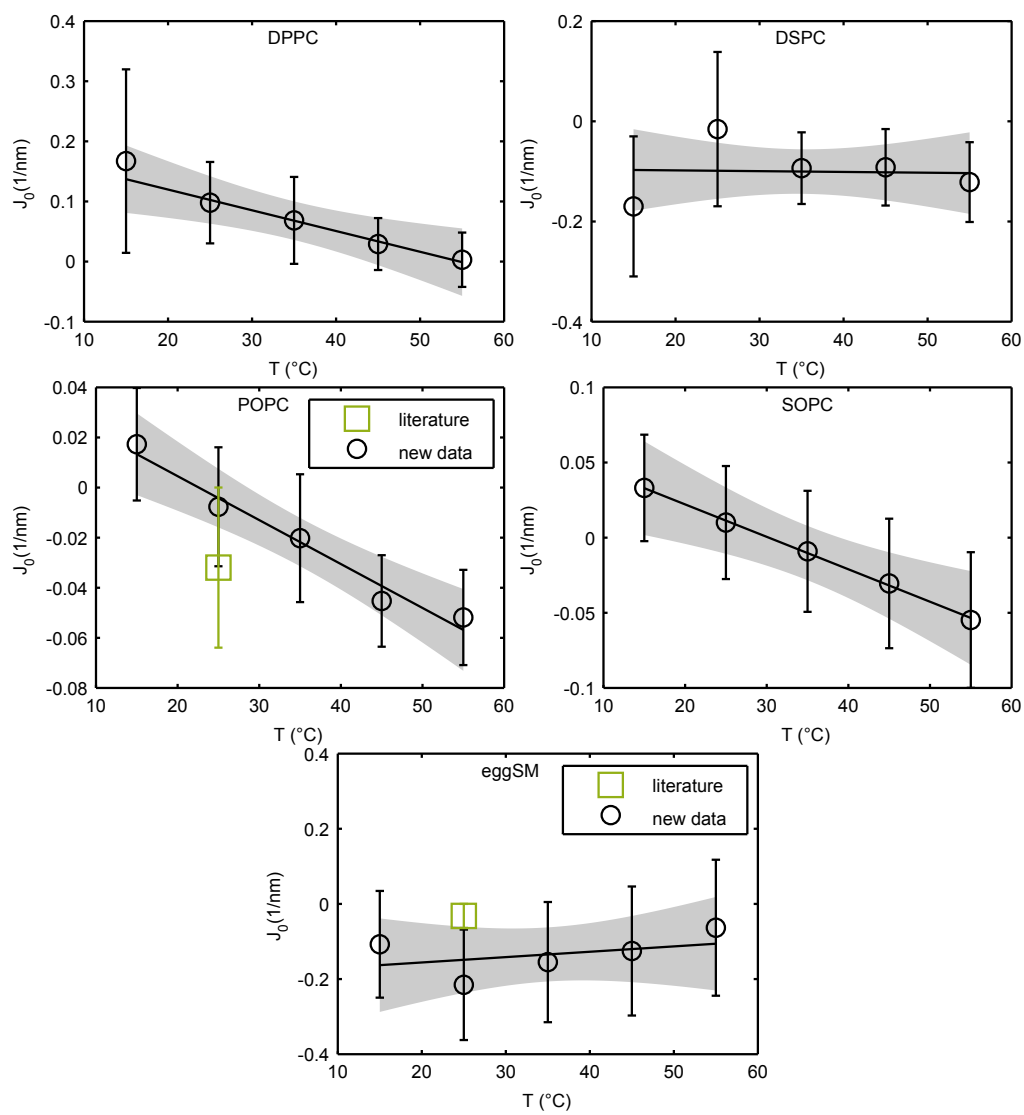 DPPC
0.4
0.3
0.2
0.1
0
-0.1
J0(1/nm)
10 20 30 40 50 60
T (°C)
DSPC
0.2
0
-0.2
-0.4
J0(1/nm)
10 20 30 40 50 60
T (°C)
POPC
literature
new data
0.04
0.02
0
-0.02
-0.04
-0.06
-0.08
J0(1/nm)
10 20 30 40 50 60
T (°C)
SOPC
0.1
0.05
0
-0.05
-0.1
J0(1/nm)
10 20 30 40 50 60
T (°C)
eggSM
literature
new data
0.4
0.2
0
-0.2
-0.4
J0(1/nm)
10 20 30 40 50 60
T (°C)